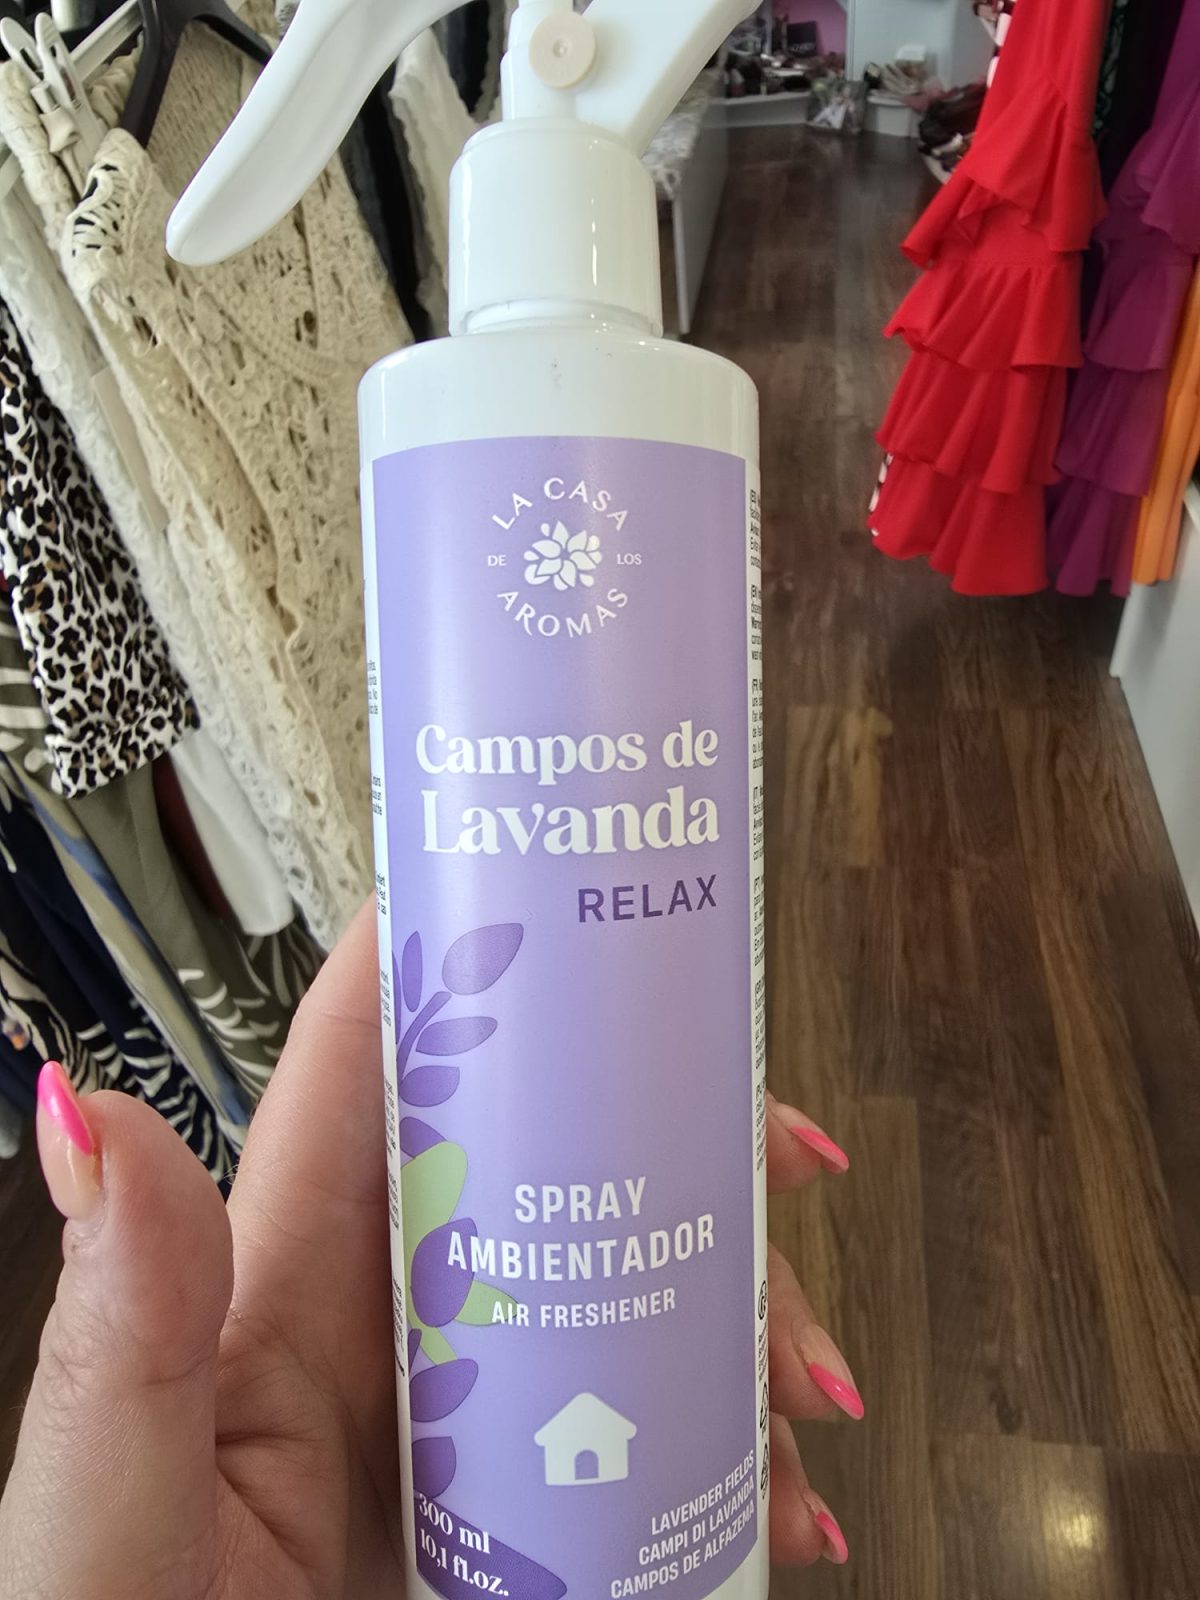 LA CASA
DE LOS
AROMAS
Campos de
Lavanda
RELAX
SPRAY
AMBIENTADOR
AIR FRESHENER
300 ml
10,1 fl.oz.
LAVENDER FIELDS
CAMPI DI LAVANDA
CAMPOS DE ALFAZEMA